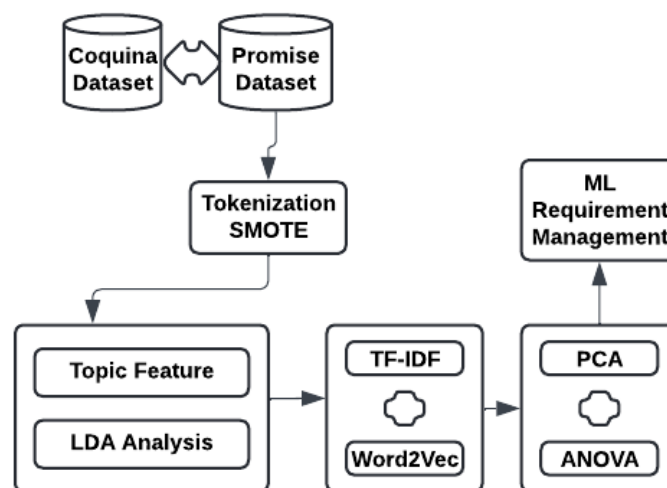 Coquina
Dataset
Promise
Dataset
Tokenization
SMOTE
ML
Requirement
Management
Topic Feature
LDA Analysis
TF-IDF
Word2Vec
PCA
ANOVA